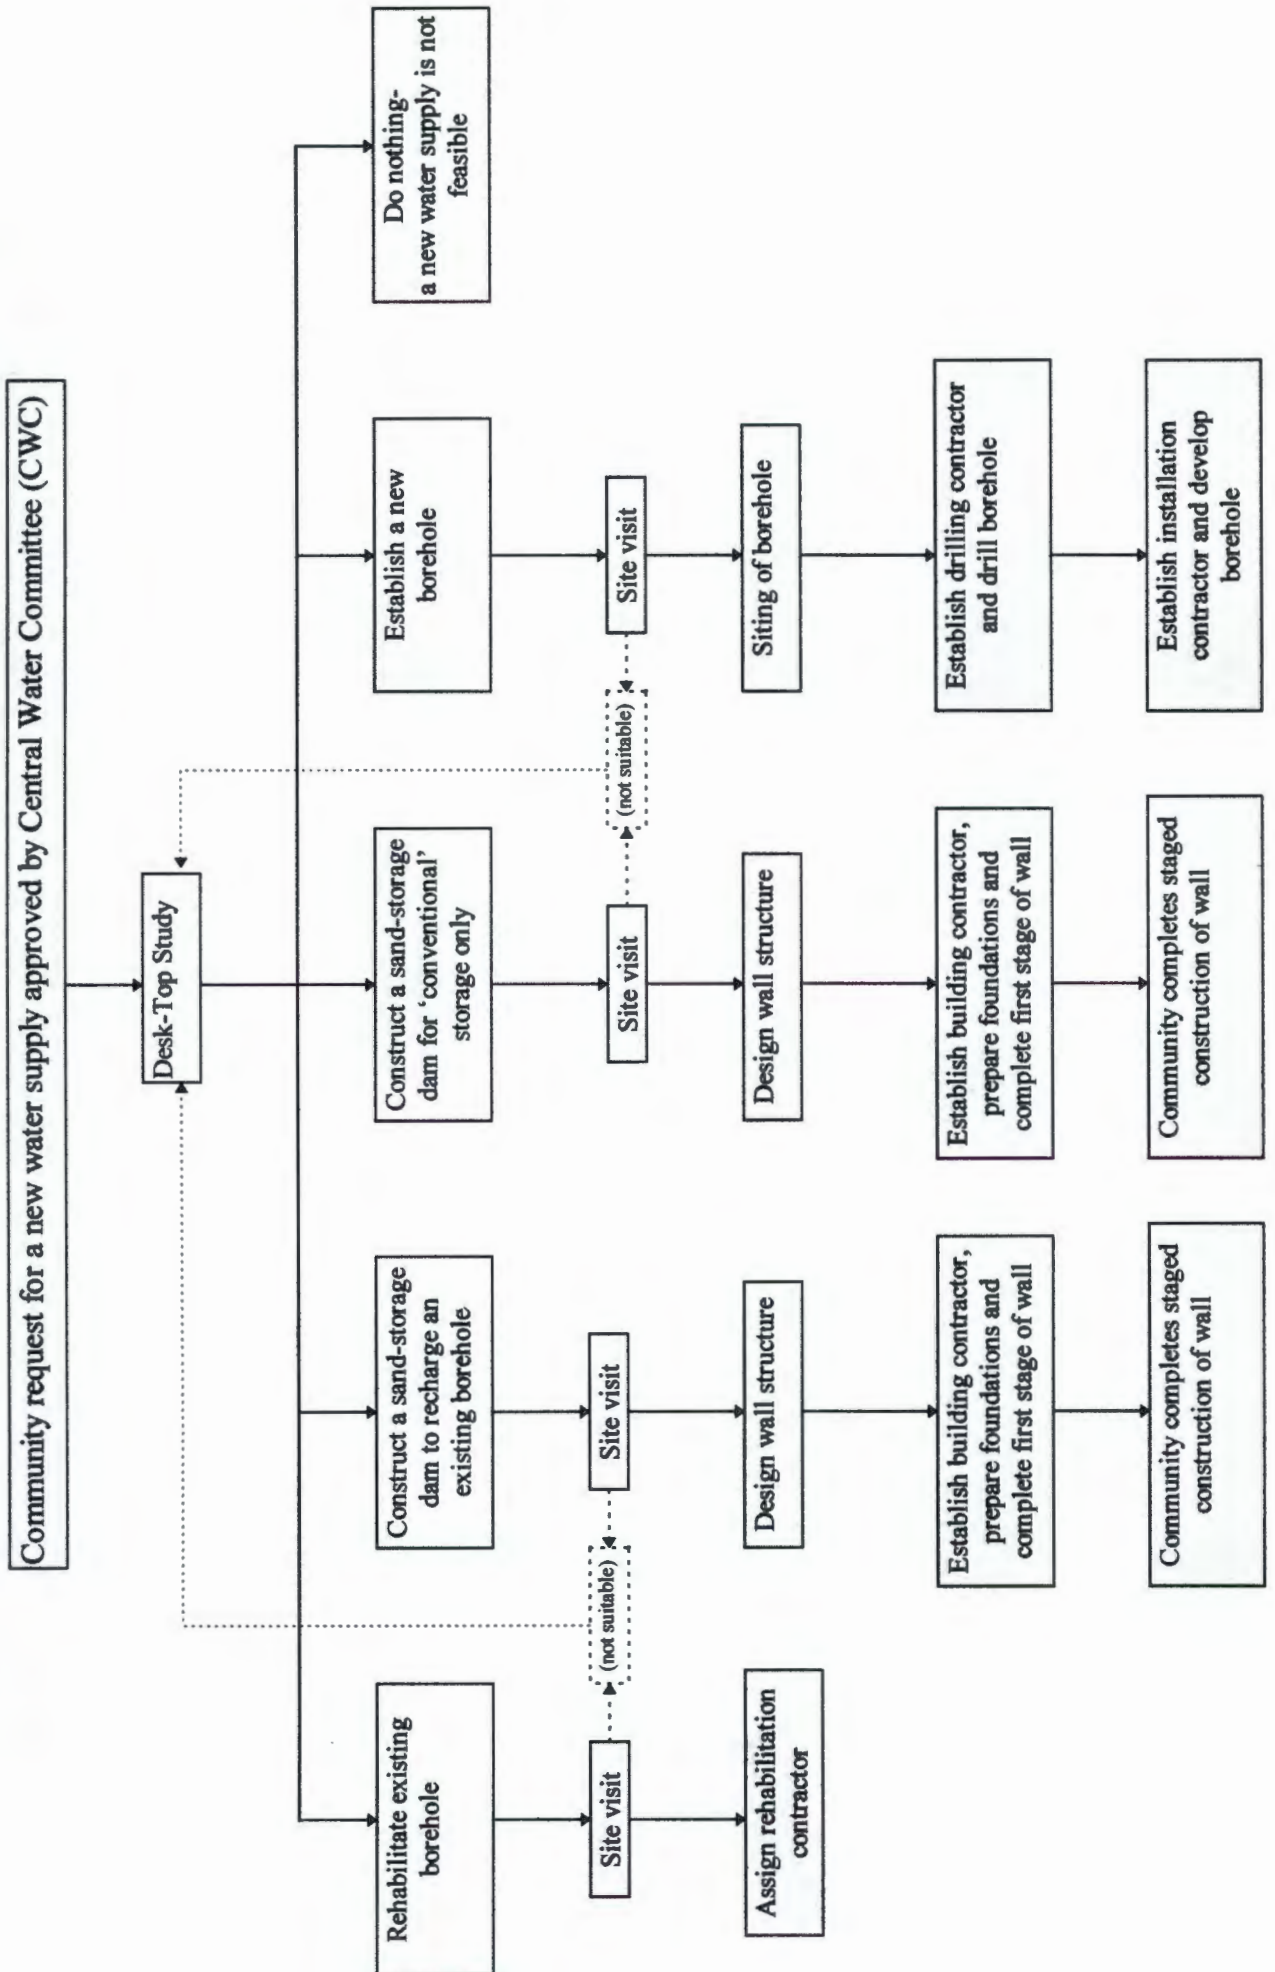 Community request for a new water supply approved by Central Water Committee (CWC)
Desk-Top Study
Rehabilitate existing
borehole
Construct a sand-storage
dam to recharge an
existing borehole
Construct a sand-storage
dam for ‘conventional’
storage only
Establish a new
borehole
Do nothing-
a new water supply is not
feasible
Site visit
(not suitable)
Site visit
Site visit
(not suitable)
Site visit
Assign rehabilitation
contractor
Design wall structure
Design wall structure
Siting of borehole
Establish building contractor,
prepare foundations and
complete first stage of wall
Establish building contractor,
prepare foundations and
complete first stage of wall
Establish drilling contractor
and drill borehole
Community completes staged
construction of wall
Community completes staged
construction of wall
Establish installation
contractor and develop
borehole